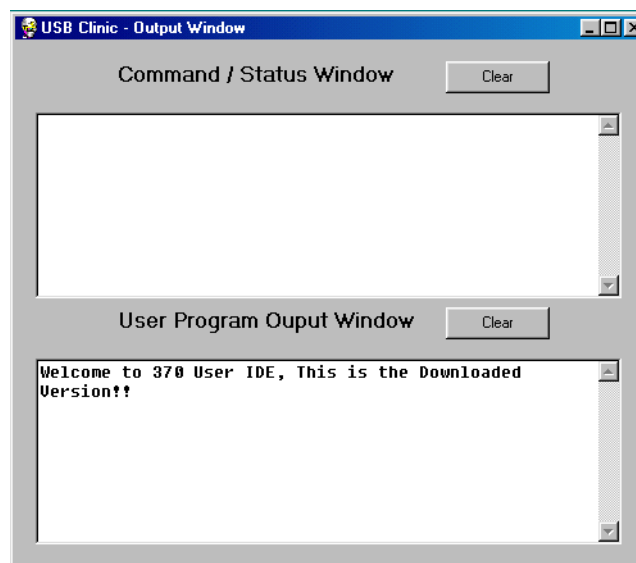 USB Clinic - Output Window
Command / Status Window
Clear
User Program Ouput Window
Clear
Welcome to 370 User IDE, This is the Downloaded
Version!!